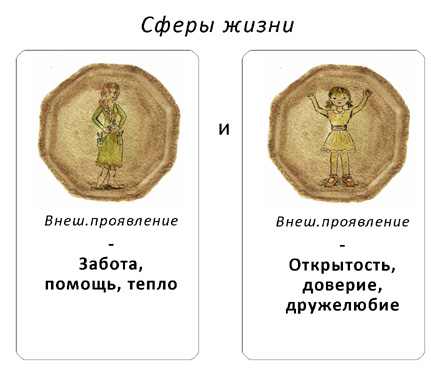 Сферы жизни
и
Внеш.проявление
-
Забота,
помощь, тепло
Внеш.проявление
-
Открытость,
доверие,
дружелюбие